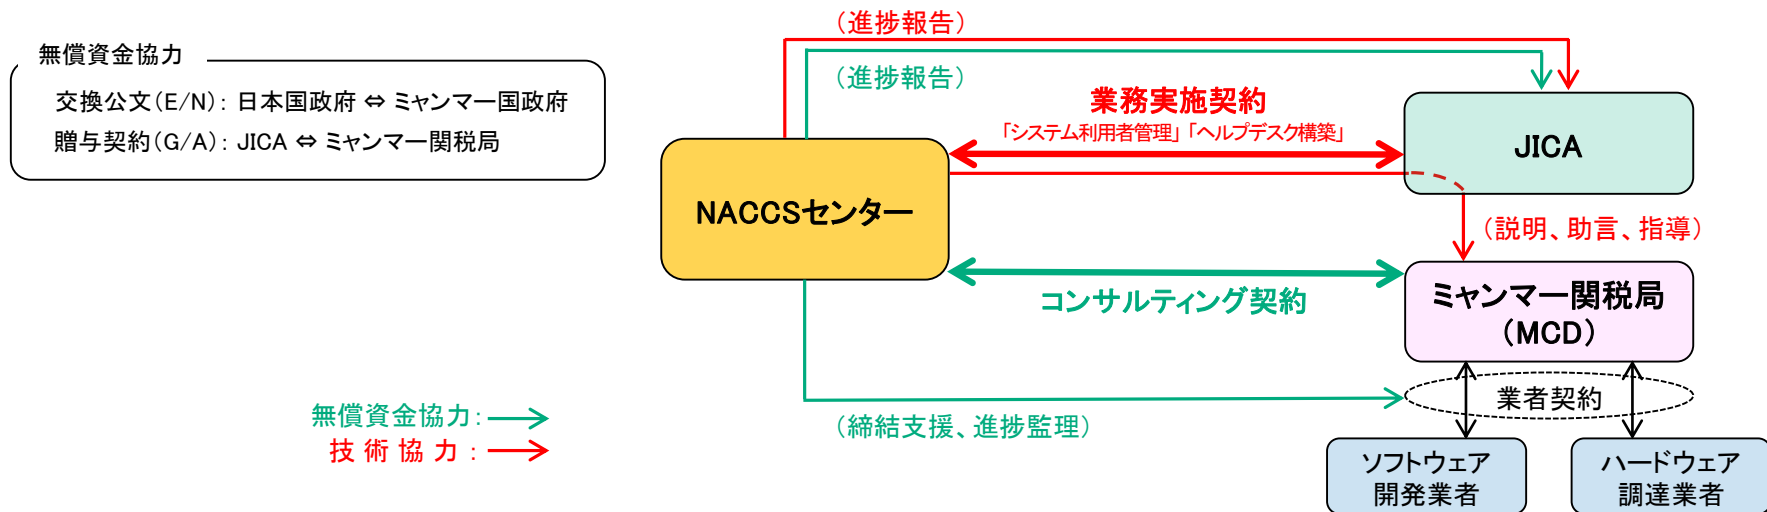 無償資金協力
交換公文(E/N): 日本国政府 ⇔ ミャンマー国政府
贈与契約(G/A): JICA ⇔ ミャンマー関税局
(進捗報告)
(進捗報告)
業務実施契約
「システム利用者管理」「ヘルプデスク構築」
JICA
NACCSセンター
(説明、助言、指導)
コンサルティング契約
ミャンマー関税局
(MCD)
業者契約
無償資金協力:
技術協力:
(締結支援、進捗監理)
ソフトウェア
開発業者
ハードウェア
調達業者